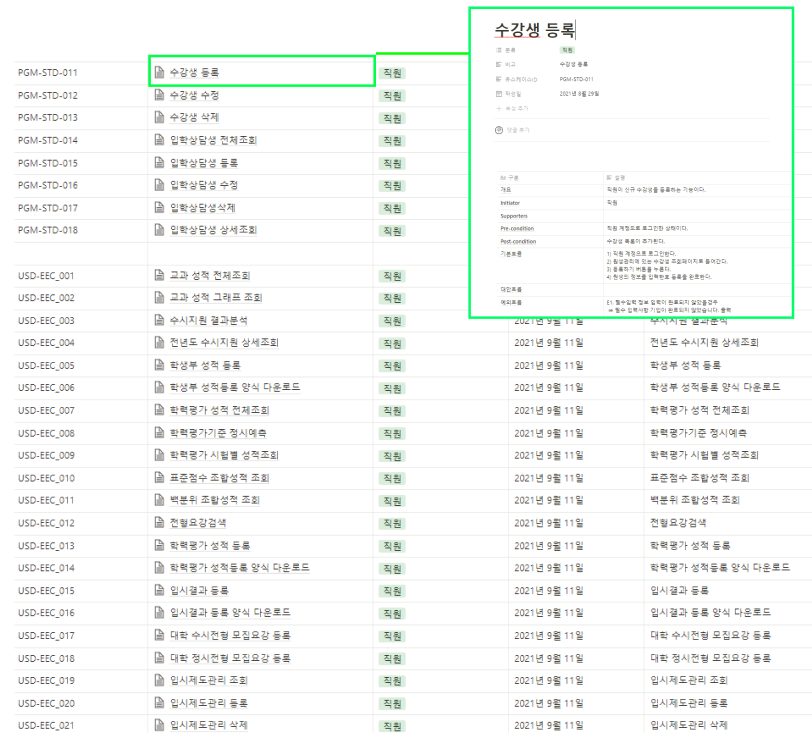 수강생 등록
분류 직원
비고 수강생 등록
유스케이스ID PGM-STD-011
작성일 2021년 8월 29일
속성 추가
댓글 추가
구분 설명
개요 직원이 신규 수강생을 등록하는 기능이다.
Initiator 직원
Supporters
Pre-condition 직원 계정으로 로그인한 상태이다.
Post-condition 수강생 목록이 추가된다.
기본흐름 1) 직원 계정으로 로그인한다.
2) 원생관리에 있는 수강생 조회페이지로 들어간다.
3) 등록하기 버튼을 누른다.
4) 원생의 정보를 입력한후 등록을 완료한다.
대안흐름
예외흐름 E1. 필수입력 정보 입력이 완료되지 않았을경우
⇒ 필수 입력사항 기입이 완료되지 않았습니다. 출력
PGM-STD-011 수강생 등록 직원
PGM-STD-012 수강생 수정 직원
PGM-STD-013 수강생 삭제 직원
PGM-STD-014 입학상담생 전체조회 직원
PGM-STD-015 입학상담생 등록 직원
PGM-STD-016 입학상담생 수정 직원
PGM-STD-017 입학상담생삭제 직원
PGM-STD-018 입학상담생 상세조회 직원
USD-EEC_001 교과 성적 전체조회 직원
USD-EEC_002 교과 성적 그래프 조회 직원
USD-EEC_003 수시지원 결과분석 직원 2021년 9월 11일 수시지원 결과분석
USD-EEC_004 전년도 수시지원 상세조회 직원 2021년 9월 11일 전년도 수시지원 상세조회
USD-EEC_005 학생부 성적 등록 직원 2021년 9월 11일 학생부 성적 등록
USD-EEC_006 학생부 성적등록 양식 다운로드 직원 2021년 9월 11일 학생부 성적등록 양식 다운로드
USD-EEC_007 학력평가 성적 전체조회 직원 2021년 9월 11일 학력평가 성적 전체조회
USD-EEC_008 학력평가기준 정시예측 직원 2021년 9월 11일 학력평가기준 정시예측
USD-EEC_009 학력평가 시험별 성적조회 직원 2021년 9월 11일 학력평가 시험별 성적조회
USD-EEC_010 표준점수 조합성적 조회 직원 2021년 9월 11일 표준점수 조합성적 조회
USD-EEC_011 백분위 조합성적 조회 직원 2021년 9월 11일 백분위 조합성적 조회
USD-EEC_012 전형요강검색 직원 2021년 9월 11일 전형요강검색
USD-EEC_013 학력평가 성적 등록 직원 2021년 9월 11일 학력평가 성적 등록
USD-EEC_014 학력평가 성적등록 양식 다운로드 직원 2021년 9월 11일 학력평가 성적등록 양식 다운로드
USD-EEC_015 입시결과 등록 직원 2021년 9월 11일 입시결과 등록
USD-EEC_016 입시결과 등록 양식 다운로드 직원 2021년 9월 11일 입시결과 등록 양식 다운로드
USD-EEC_017 대학 수시전형 모집요강 등록 직원 2021년 9월 11일 대학 수시전형 모집요강 등록
USD-EEC_018 대학 정시전형 모집요강 등록 직원 2021년 9월 11일 대학 정시전형 모집요강 등록
USD-EEC_019 입시제도관리 조회 직원 2021년 9월 11일 입시제도관리 조회
USD-EEC_020 입시제도관리 등록 직원 2021년 9월 11일 입시제도관리 등록
USD-EEC_021 입시제도관리 삭제 직원 2021년 9월 11일 입시제도관리 삭제